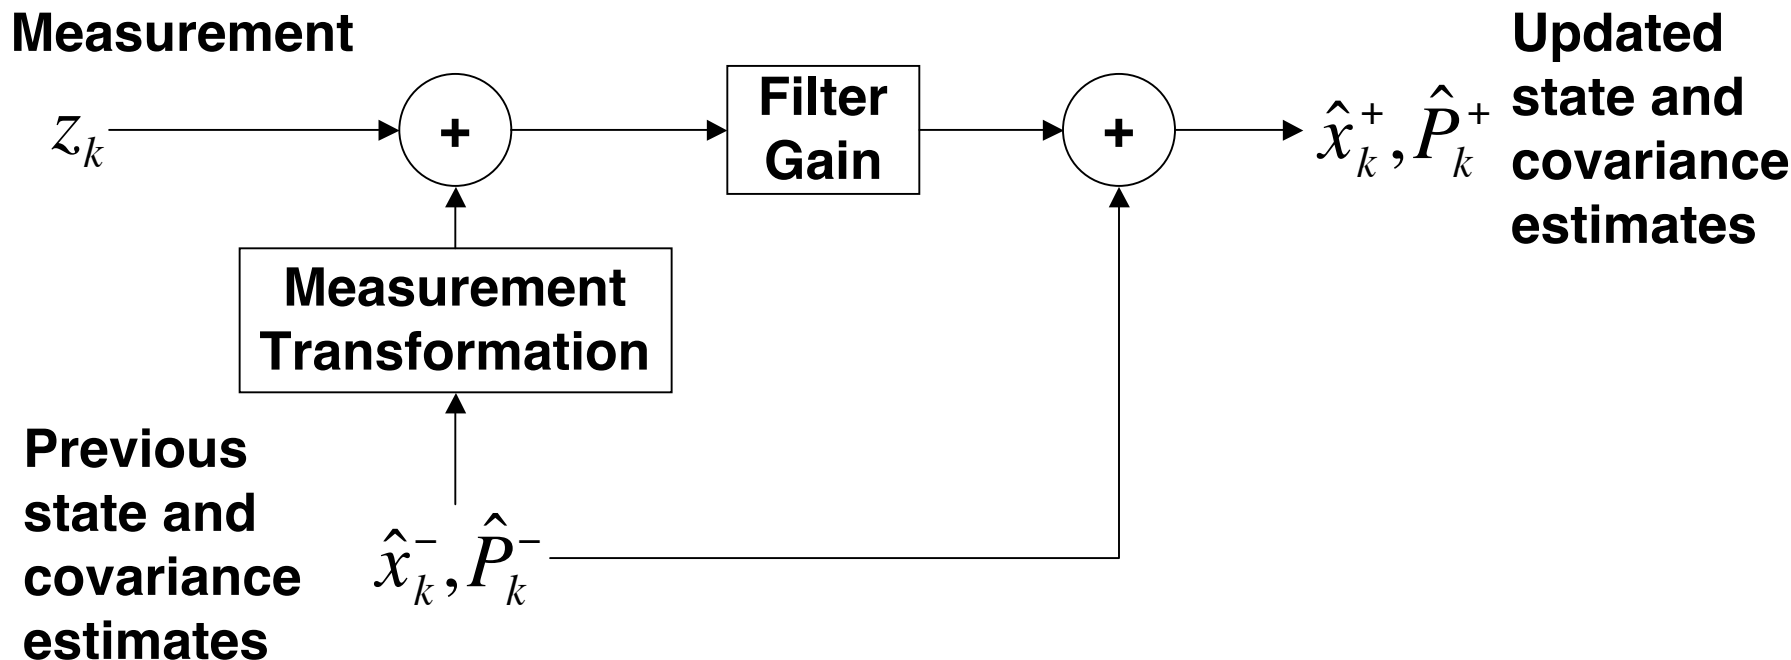 Measurement
z_k
+
Filter
Gain
+
x̂_k^+, P̂_k^+
Updated
state and
covariance
estimates
Measurement
Transformation
Previous
state and
covariance
estimates
x̂_k^−, P̂_k^−